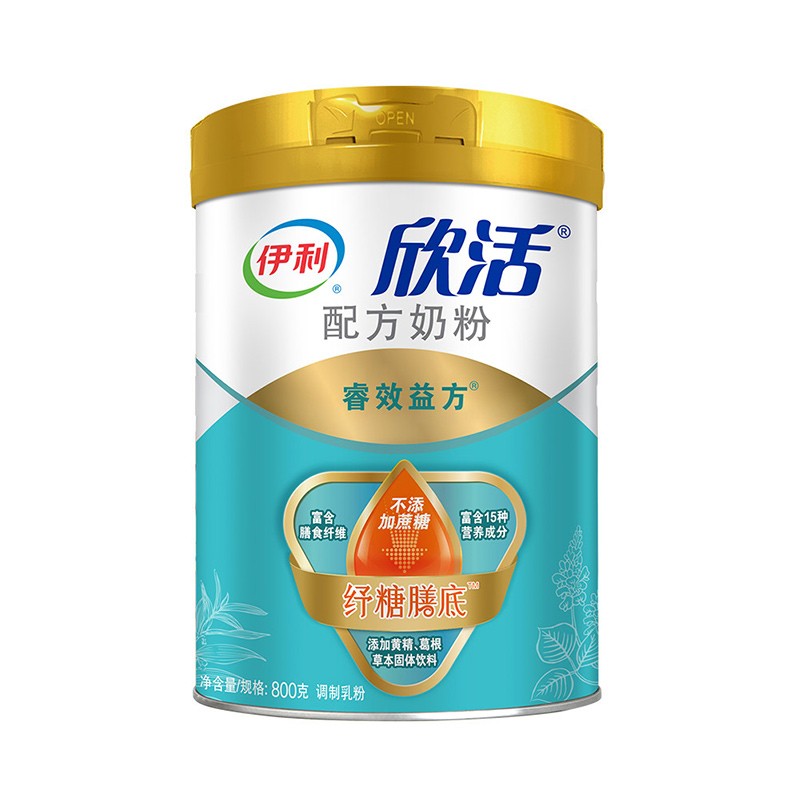 OPEN
伊利®
欣活®
配方奶粉
睿效益方®
不添
加蔗糖
富含
膳食纤维
富含15种
营养成分
纾糖膳底™
添加黄精、葛根
草本固体饮料
净含量/规格: 800克 调制乳粉